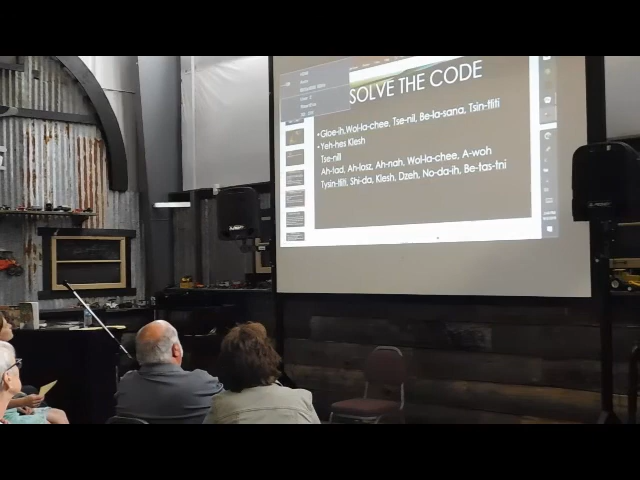 SOLVE THE CODE
•Gloe-ih.Wol-la-chee, Tse-nil, Be-la-sana, Tsin-tliti
•Yeh-hes Klesh
Tse-nill
Ah-tad, Ah-losz, Ah-nah, Wol-la-chee, A-woh
Tysin-tliti, Shi-da, Klesh, Dzeh, No-da-ih, Be-tas-tni